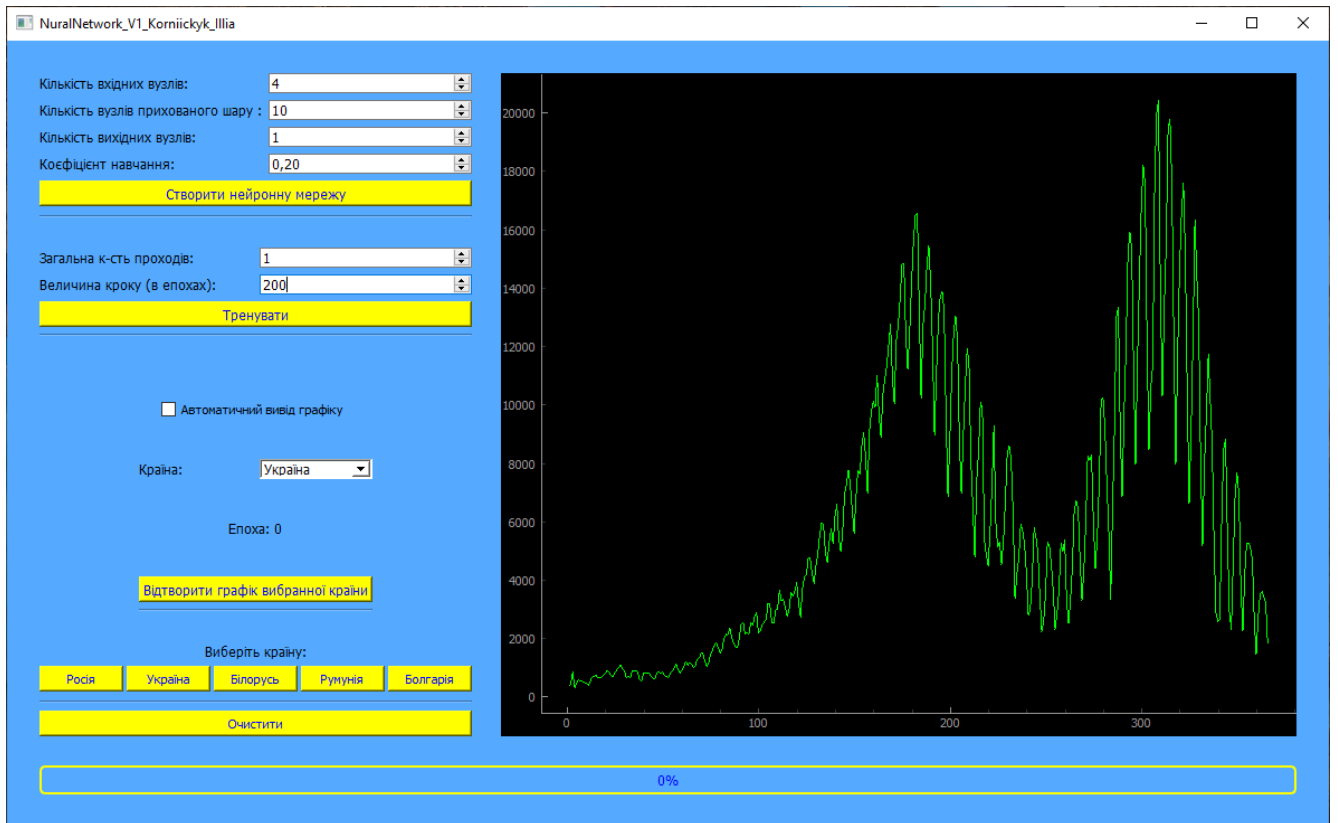 NuralNetwork_V1_Korniickyk_Illia
Кількість вхідних вузлів: 4
Кількість вузлів прихованого шару : 10
Кількість вихідних вузлів: 1
Коєфіцієнт навчання: 0,20
Створити нейронну мережу
Загальна к-сть проходів: 1
Величина кроку (в епохах): 200
Тренувати
Автоматичний вивід графіку
Країна: Україна
Епоха: 0
Відтворити графік вибранної країни
Виберіть країну:
Росія Україна Білорусь Румунія Болгарія
Очистити
20000
18000
16000
14000
12000
10000
8000
6000
4000
2000
0
0 100 200 300
0%